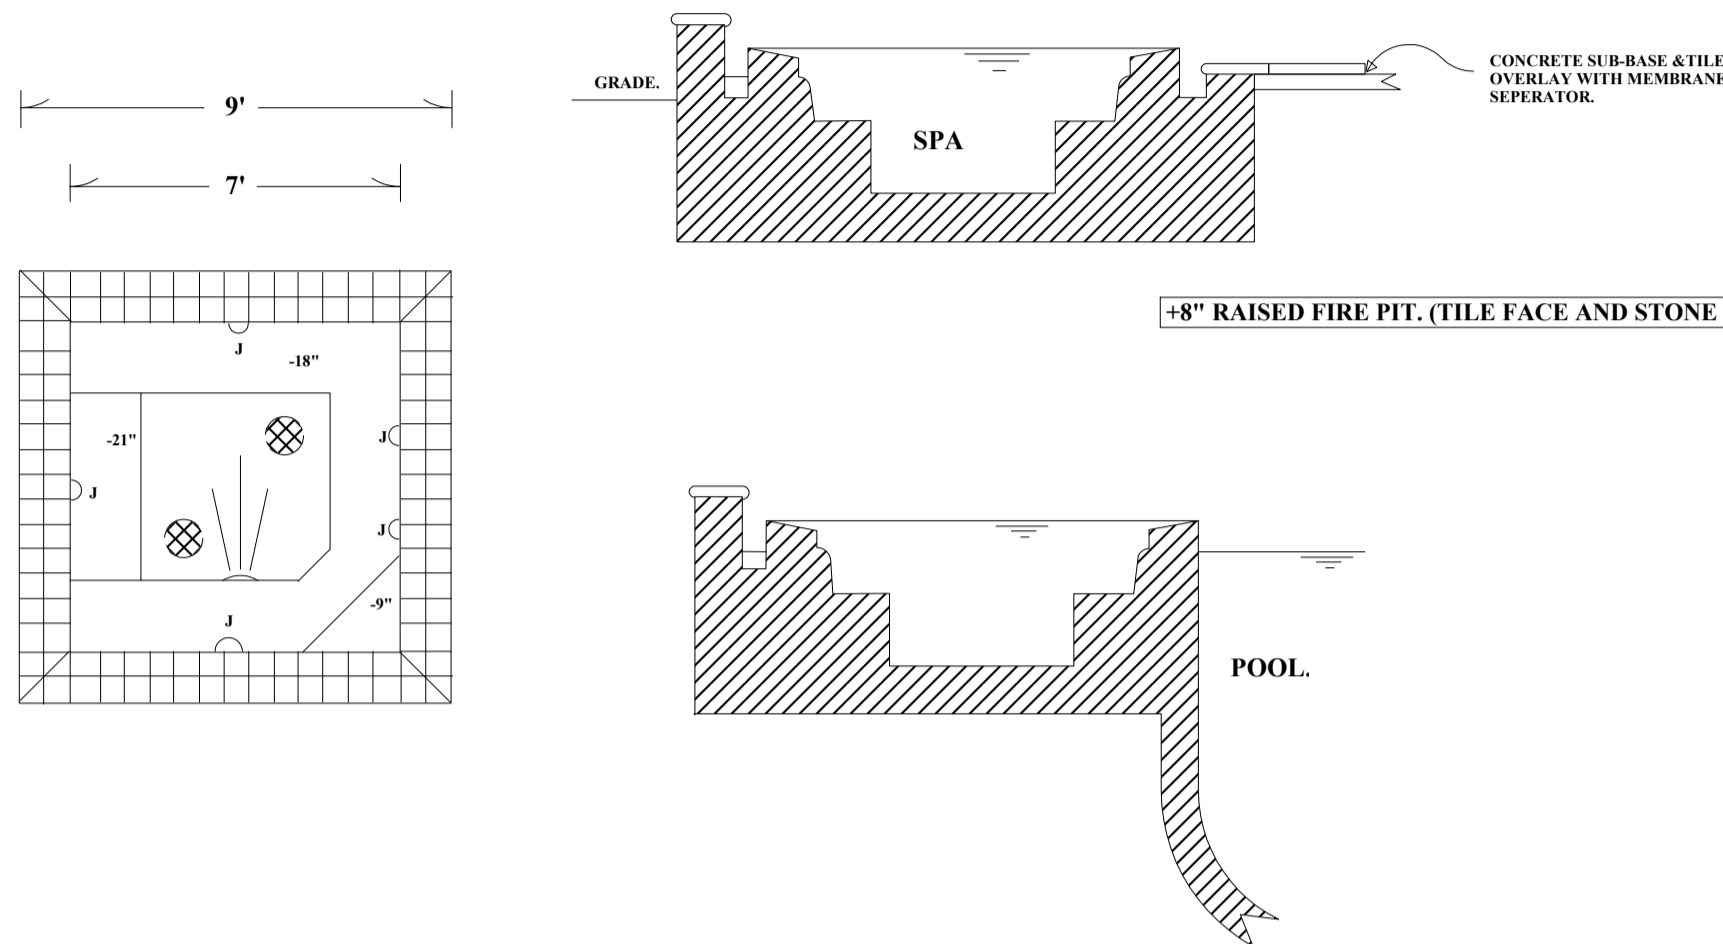 9'
7'
J
-18"
-21"
J
J
J
-9"
J
GRADE.
SPA
CONCRETE SUB-BASE &TILE
OVERLAY WITH MEMBRANE
SEPERATOR.
+8" RAISED FIRE PIT. (TILE FACE AND STONE
POOL.